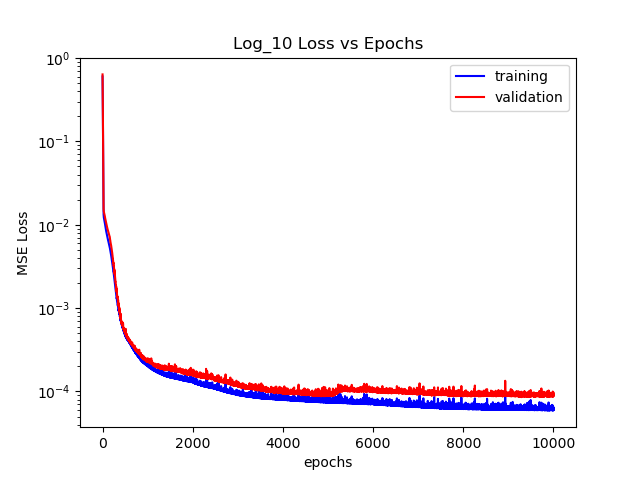 Log_10 Loss vs Epochs
training
validation
MSE Loss
10^0
10^-1
10^-2
10^-3
10^-4
0 2000 4000 6000 8000 10000
epochs